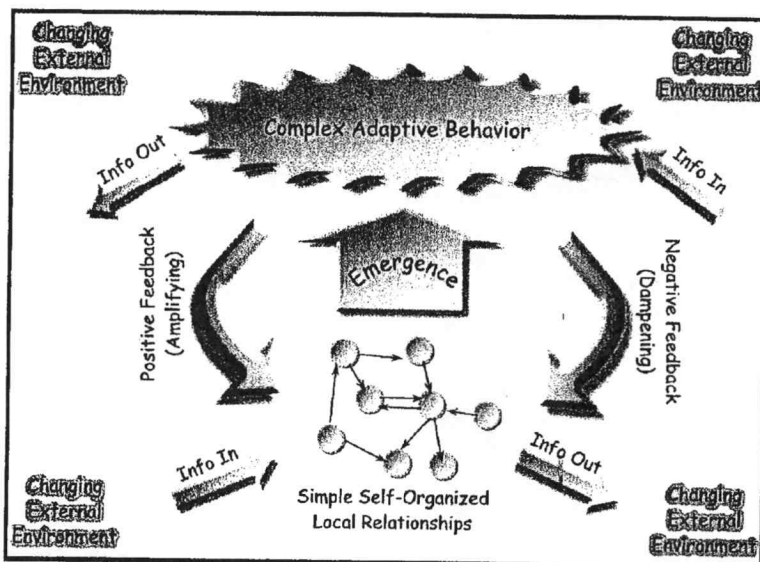 Changing
External
Environment
Changing
External
Environment
Complex Adaptive Behavior
Info Out
Info In
Emergence
Positive Feedback
(Amplifying)
Negative Feedback
(Dampening)
Info In
Info Out
Simple Self-Organized
Local Relationships
Changing
External
Environment
Changing
External
Environment